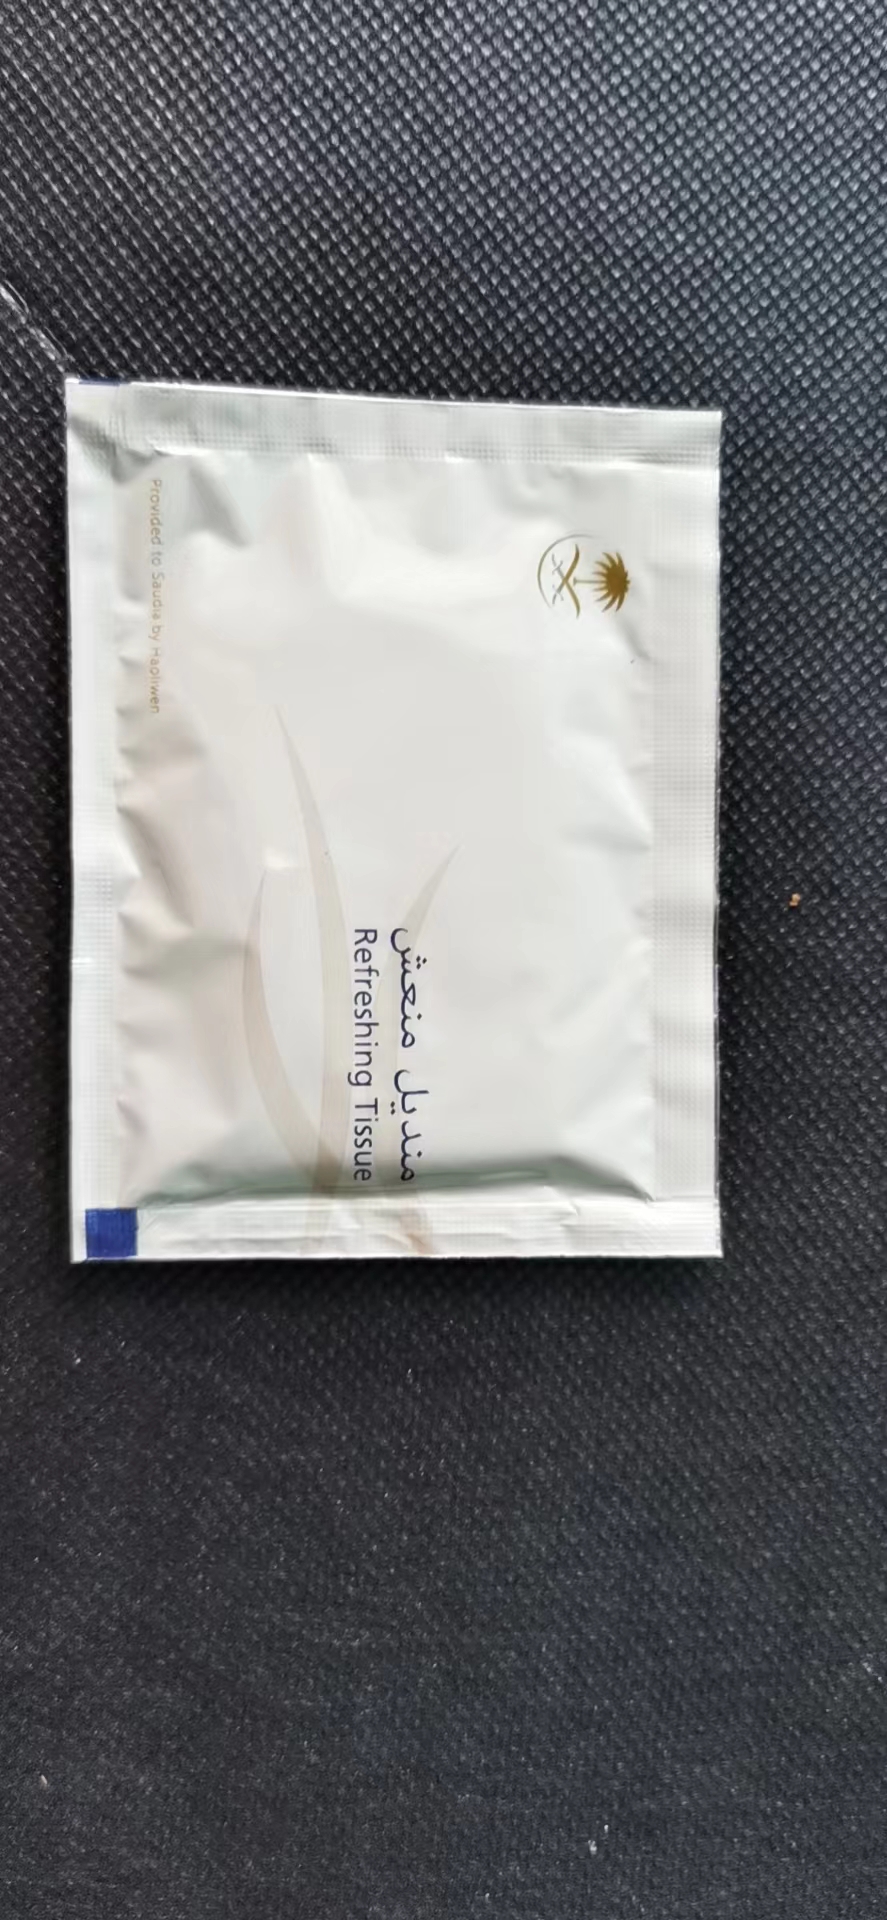 منديل منعش
Refreshing Tissue
Provided to Saudia by Haoliwen